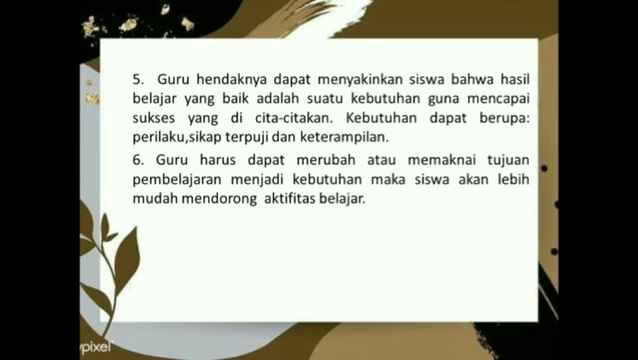 5. Guru hendaknya dapat menyakinkan siswa bahwa hasil
belajar yang baik adalah suatu kebutuhan guna mencapai
sukses yang di cita-citakan. Kebutuhan dapat berupa:
perilaku,sikap terpuji dan keterampilan.
6. Guru harus dapat merubah atau memaknai tujuan
pembelajaran menjadi kebutuhan maka siswa akan lebih
mudah mendorong aktifitas belajar.
pixel